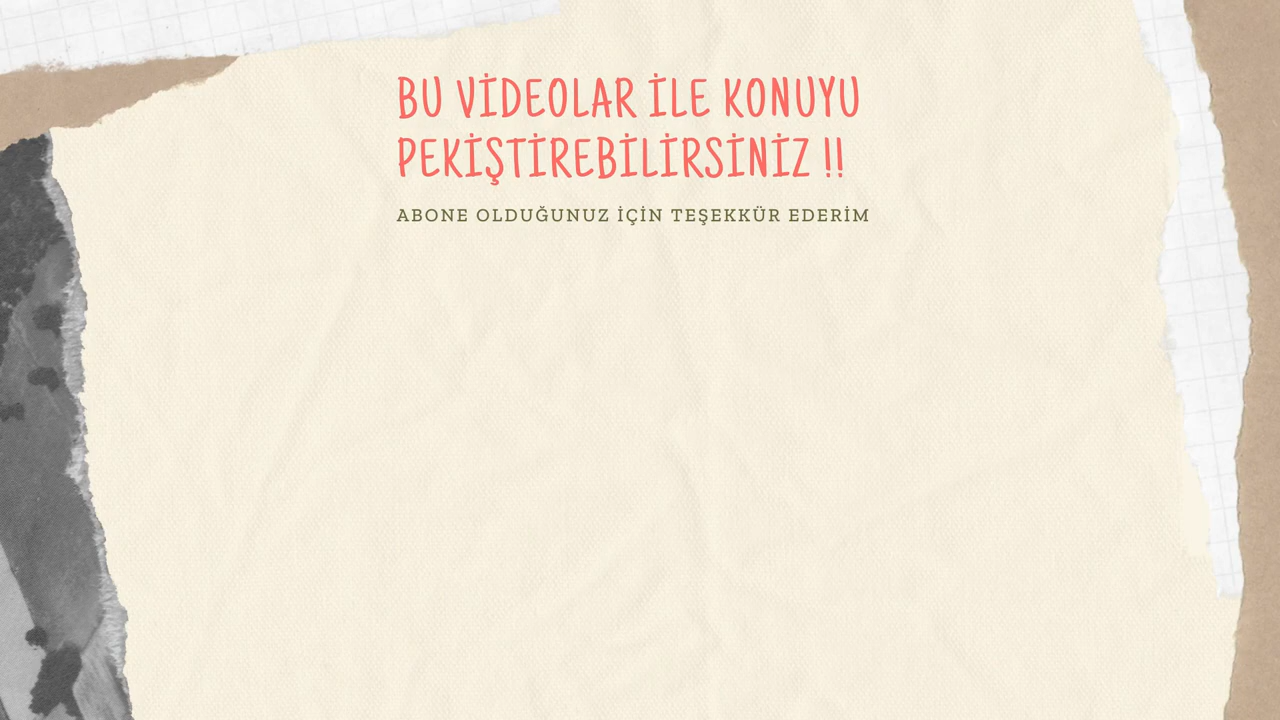 BU VİDEOLAR İLE KONUYU
PEKİŞTİREBİLİRSİNİZ !!
ABONE OLDUĞUNUZ İÇİN TEŞEKKÜR EDERİM